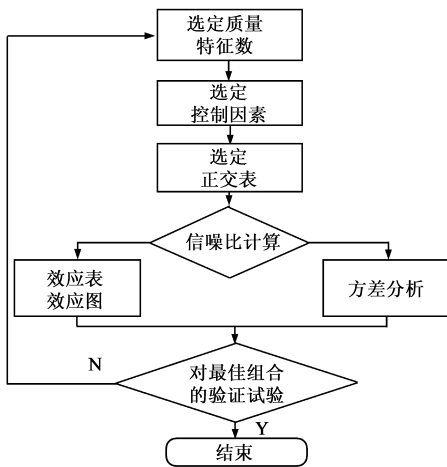 选定质量
特征数
选定
控制因素
选定
正交表
信噪比计算
效应表
效应图
方差分析
N
对最佳组合
的验证试验
Y
结束